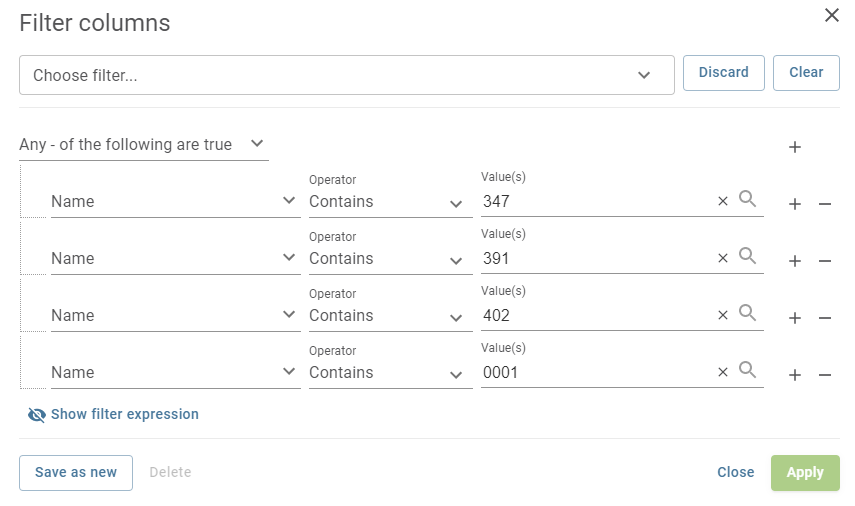 Filter columns
Choose filter...
Discard
Clear
Any - of the following are true
Name
Operator
Contains
Value(s)
347
Name
Operator
Contains
Value(s)
391
Name
Operator
Contains
Value(s)
402
Name
Operator
Contains
Value(s)
0001
Show filter expression
Save as new
Delete
Close
Apply